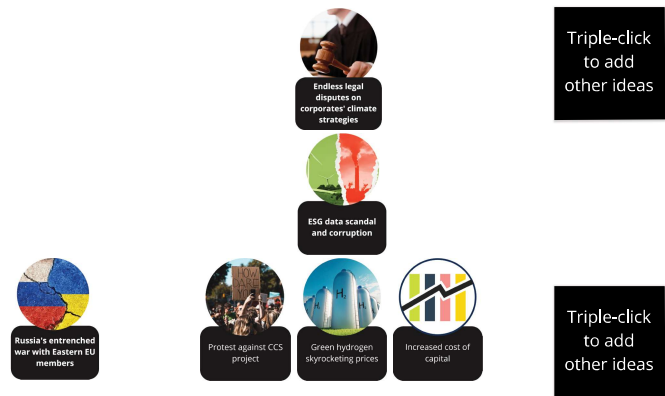 Triple-click
to add
other ideas
Endless legal
disputes on
corporates' climate
strategies
ESG data scandal
and corruption
HOW
H₂
Russia's entrenched
war with Eastern EU
members
Protest against CCS
project
Green hydrogen
skyrocketing prices
Increased cost of
capital
Triple-click
to add
other ideas